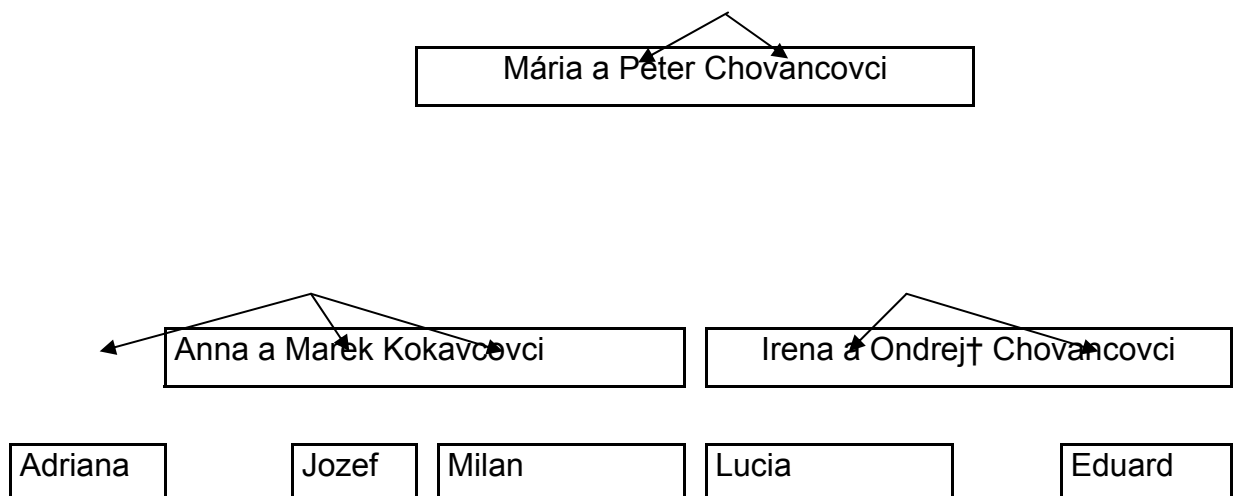 Mária a Peter Chovancovci
Anna a Marek Kokavcovci
Irena a Ondrej† Chovancovci
Adriana
Jozef
Milan
Lucia
Eduard